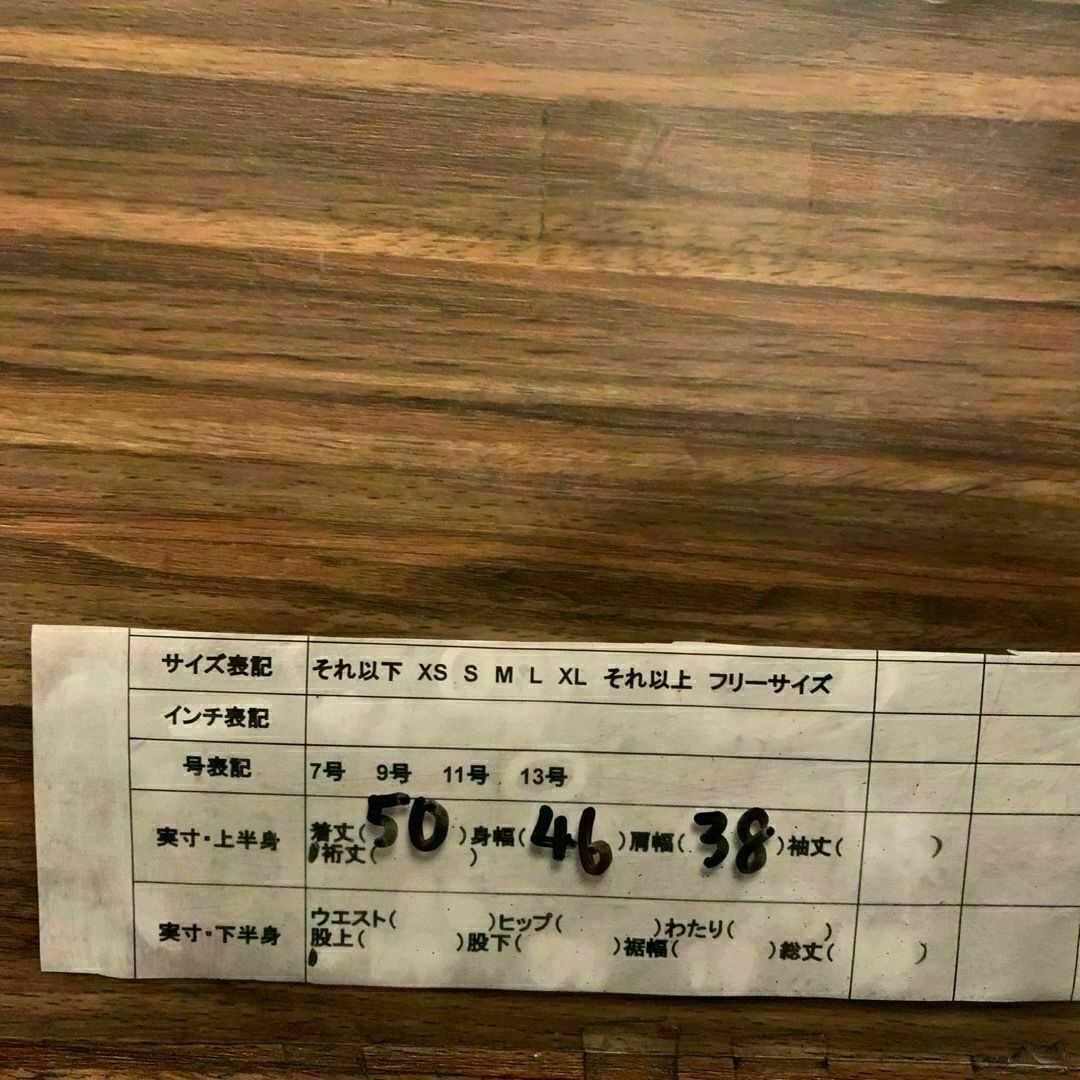 サイズ表記 それ以下 XS S M L XL それ以上 フリーサイズ
インチ表記
号表記 7号 9号 11号 13号
実寸・上半身 着丈(50)身幅(46)肩幅(38)袖丈( )
裄丈( )
実寸・下半身 ウエスト( )ヒップ( )わたり( )
股上( )股下( )裾幅( )総丈( )